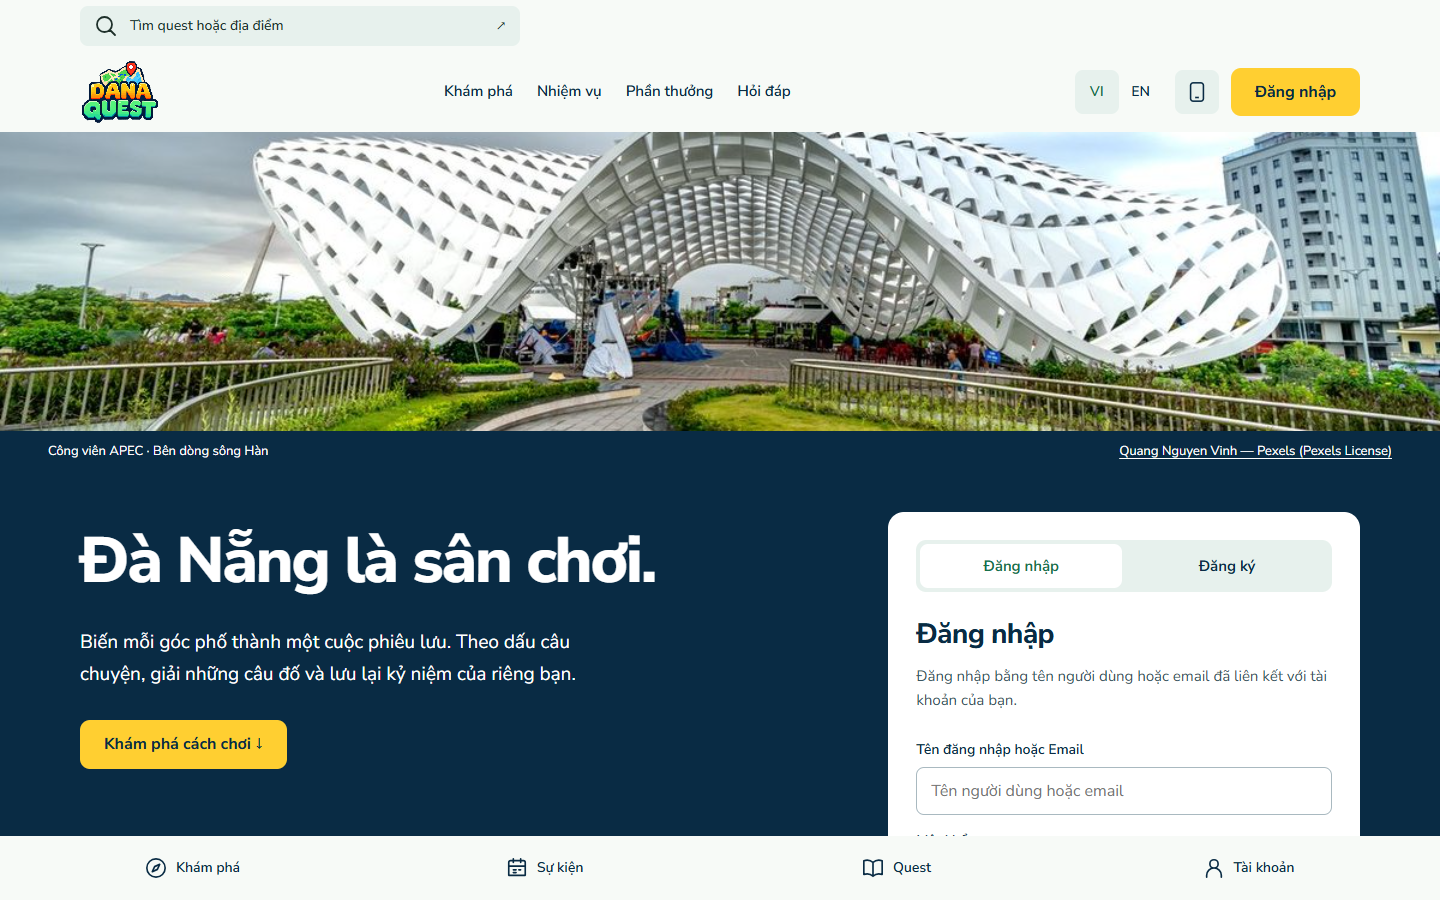 Tìm quest hoặc địa điểm ↗
DANA
QUEST
Khám phá Nhiệm vụ Phần thưởng Hỏi đáp
VI EN
Đăng nhập
Công viên APEC · Bên dòng sông Hàn
Quang Nguyen Vinh — Pexels (Pexels License)
Đà Nẵng là sân chơi.
Biến mỗi góc phố thành một cuộc phiêu lưu. Theo dấu câu
chuyện, giải những câu đố và lưu lại kỷ niệm của riêng bạn.
Khám phá cách chơi ↓
Đăng nhập Đăng ký
Đăng nhập
Đăng nhập bằng tên người dùng hoặc email đã liên kết với tài
khoản của bạn.
Tên đăng nhập hoặc Email
Tên người dùng hoặc email
Khám phá Sự kiện Quest Tài khoản